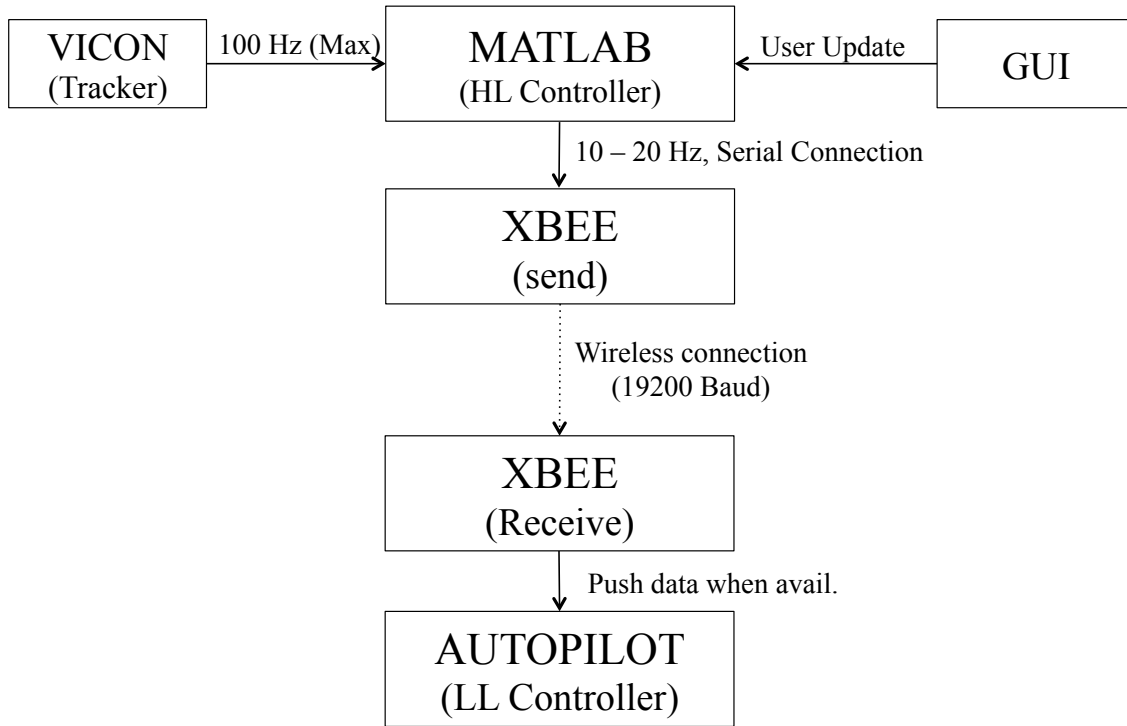 VICON
(Tracker)
100 Hz (Max)
MATLAB
(HL Controller)
User Update
GUI
10 – 20 Hz, Serial Connection
XBEE
(send)
Wireless connection
(19200 Baud)
XBEE
(Receive)
Push data when avail.
AUTOPILOT
(LL Controller)